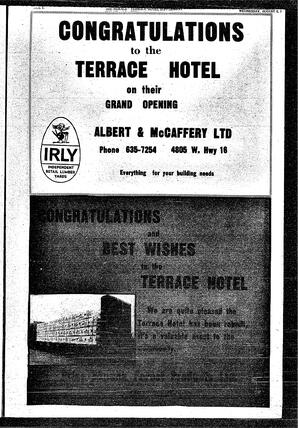 WEDNESDAY, AUGUST
CONGRATULATIONS
to the
TERRACE HOTEL
on their
GRAND OPENING
ALBERT & McCAFFERY LTD
Phone 635-7254 4805 W. Hwy 16
IRLY
INDEPENDENT
RETAIL LUMBER
YARDS
Everything for your building needs
CONGRATULATIONS
and
BEST WISHES
to the
TERRACE HOTEL
We are quite pleased the
Terrace Hotel has been rebuilt,
it's a valuable asset to the
community.